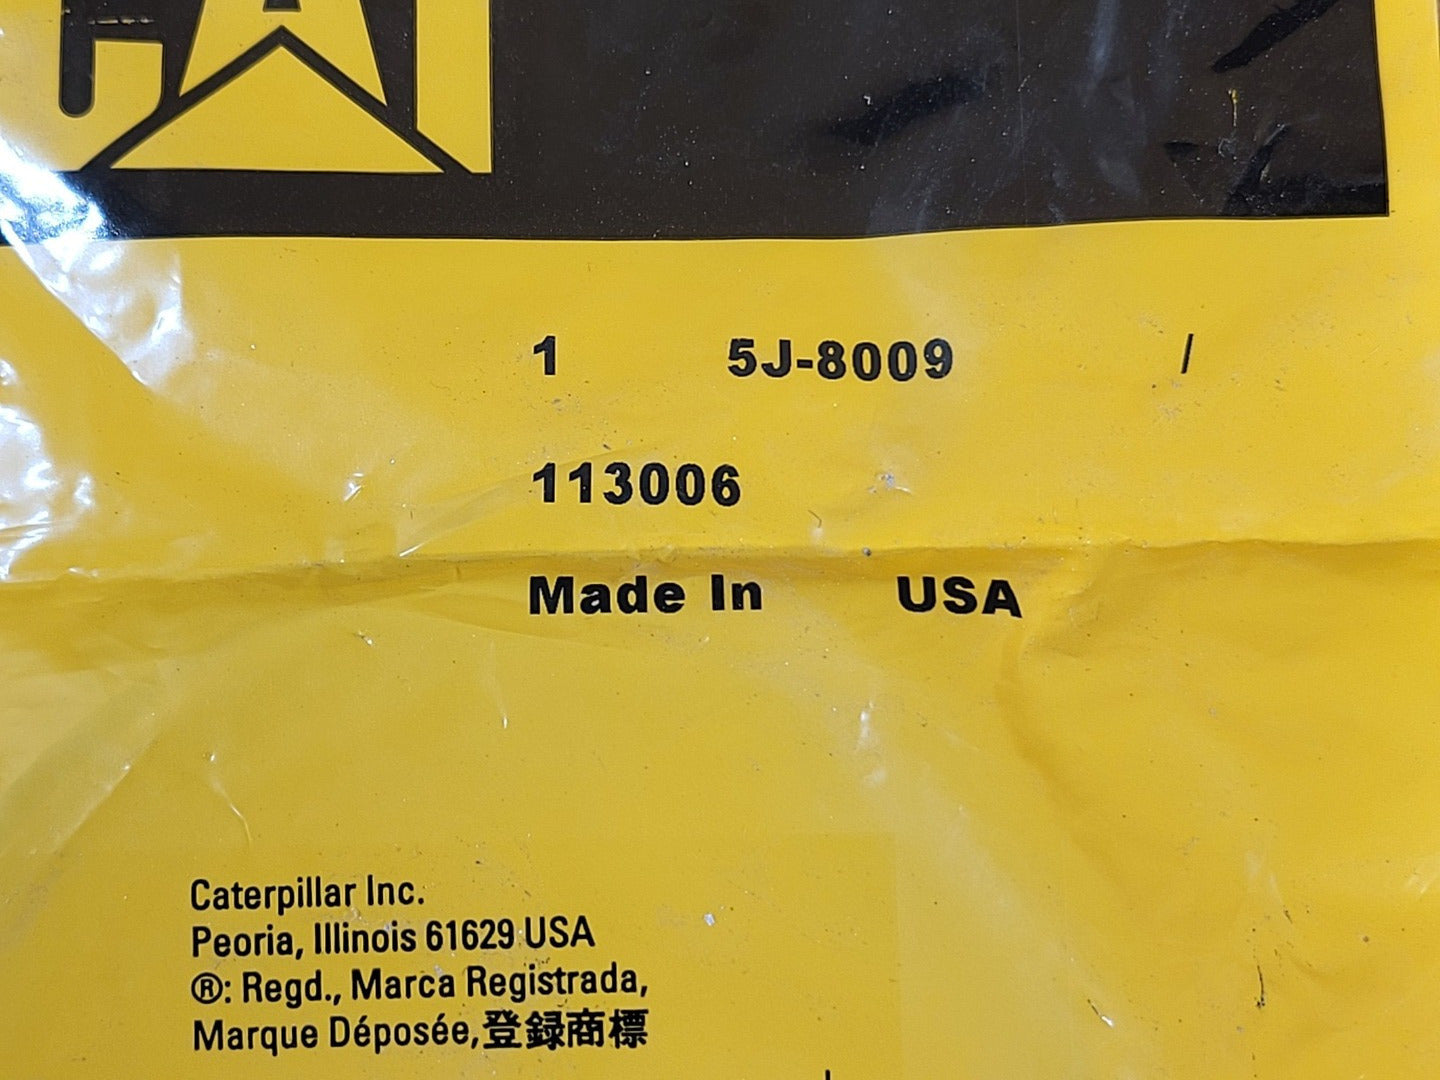 CAT
1 5J-8009 /
113006
Made In USA
Caterpillar Inc.
Peoria, Illinois 61629 USA
®: Regd., Marca Registrada,
Marque Déposée,登録商標